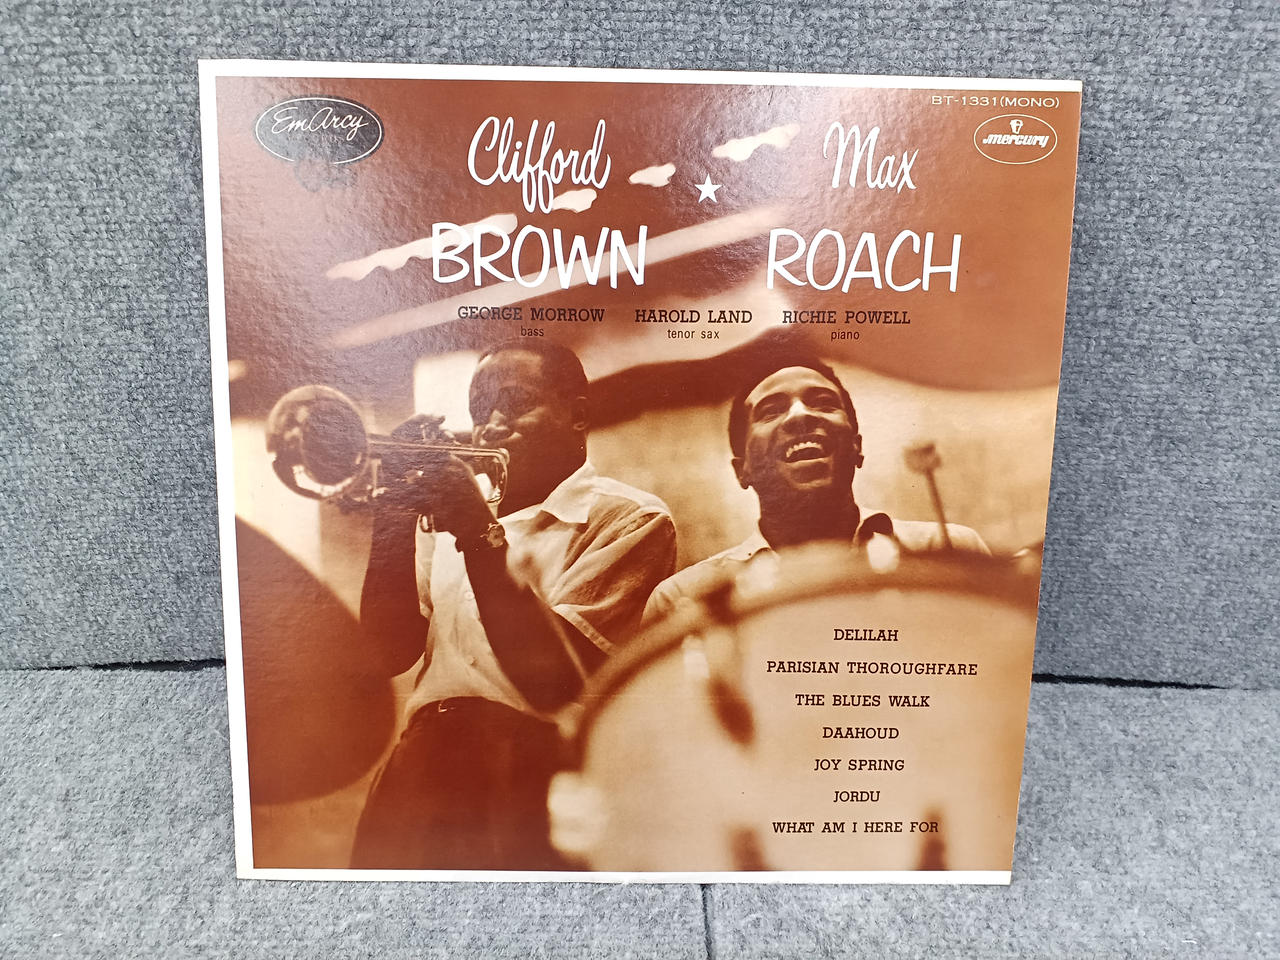 BT-1331(MONO)
EmArcy
mercury
Clifford
BROWN
Max
ROACH
GEORGE MORROW
bass
HAROLD LAND
tenor sax
RICHIE POWELL
piano
DELILAH
PARISIAN THOROUGHFARE
THE BLUES WALK
DAAHOUD
JOY SPRING
JORDU
WHAT AM I HERE FOR